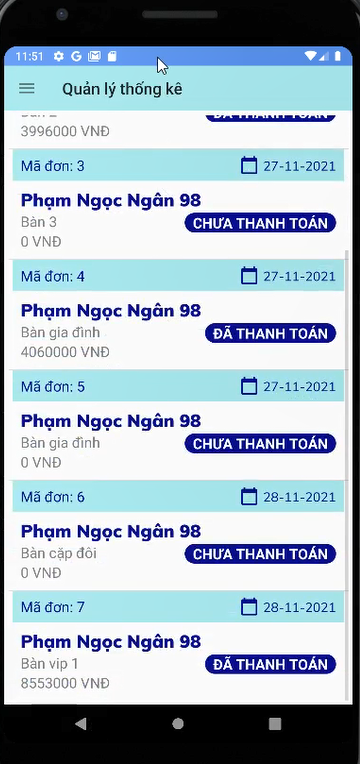 11:51
Quản lý thống kê
3996000 VNĐ
Mã đơn: 3
27-11-2021
Phạm Ngọc Ngân 98
Bàn 3
CHƯA THANH TOÁN
0 VNĐ
Mã đơn: 4
27-11-2021
Phạm Ngọc Ngân 98
Bàn gia đình
ĐÃ THANH TOÁN
4060000 VNĐ
Mã đơn: 5
27-11-2021
Phạm Ngọc Ngân 98
Bàn gia đình
CHƯA THANH TOÁN
0 VNĐ
Mã đơn: 6
28-11-2021
Phạm Ngọc Ngân 98
Bàn cặp đôi
CHƯA THANH TOÁN
0 VNĐ
Mã đơn: 7
28-11-2021
Phạm Ngọc Ngân 98
Bàn vip 1
ĐÃ THANH TOÁN
8553000 VNĐ